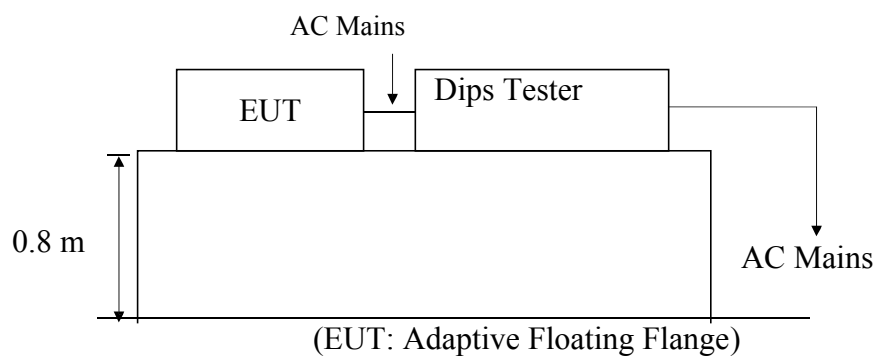 AC Mains
EUT
Dips Tester
0.8 m
AC Mains
(EUT: Adaptive Floating Flange)